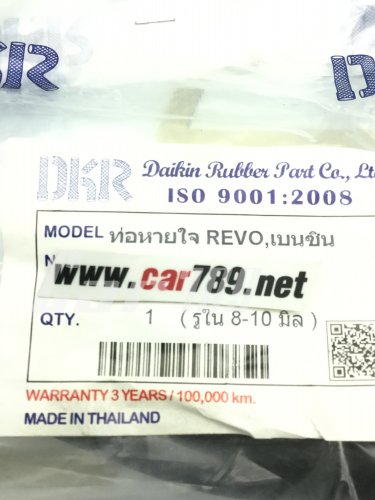 DKR
DKR
DKR Daikin Rubber Part Co., Lt
ISO 9001:2008
MODEL ท่อหายใจ REVO,เบนซิน
N
www.car789.net
QTY. 1 ( รูใน 8-10 มิล )
WARRANTY 3 YEARS / 100,000 km.
MADE IN THAILAND